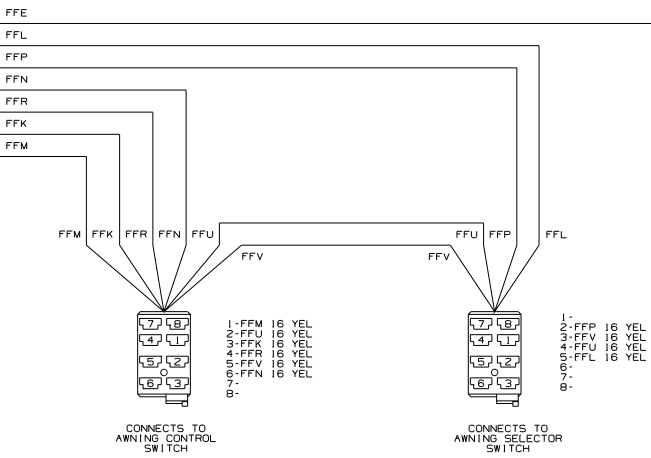 FFE
FFL
FFP
FFN
FFR
FFK
FFM
FFM FFK FFR FFN FFU FFU FFP FFL
FFV FFV
7 8
4 1
5 2
6 3
1-FFM 16 YEL
2-FFU 16 YEL
3-FFK 16 YEL
4-FFR 16 YEL
5-FFV 16 YEL
6-FFN 16 YEL
7-
8-
CONNECTS TO
AWNING CONTROL
SWITCH
7 8
4 1
5 2
6 3
1-
2-FFP 16 YEL
3-FFV 16 YEL
4-FFU 16 YEL
5-FFL 16 YEL
6-
7-
8-
CONNECTS TO
AWNING SELECTOR
SWITCH